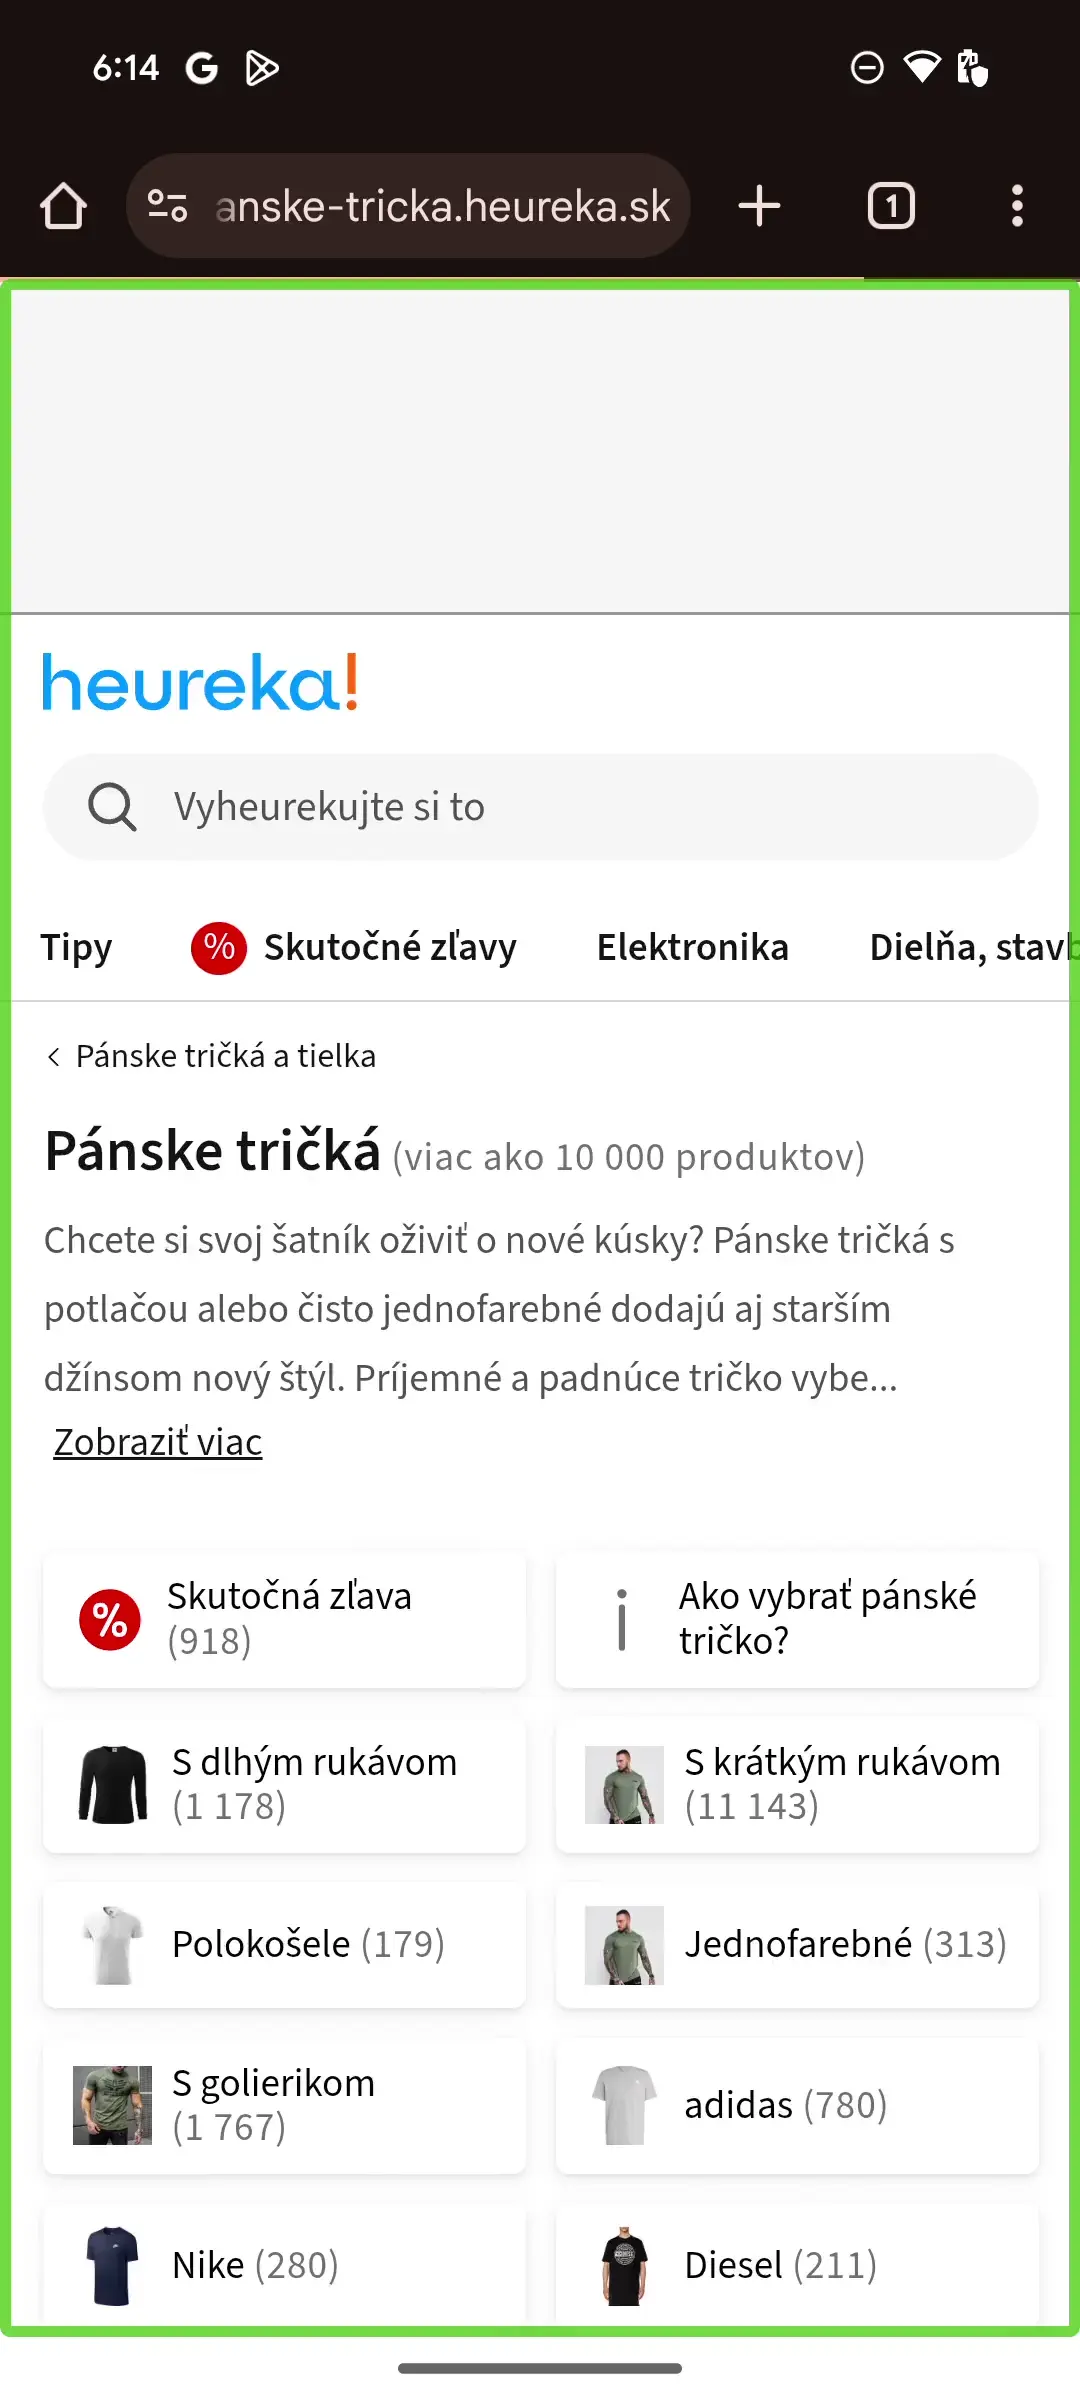 6:14
anske-tricka.heureka.sk
1
heureka!
Vyheurekujte si to
Tipy
% Skutočné zľavy
Elektronika
Dielňa, stavb
Pánske tričká a tielka
Pánske tričká (viac ako 10 000 produktov)
Chcete si svoj šatník oživiť o nové kúsky? Pánske tričká s
potlačou alebo čisto jednofarebné dodajú aj starším
džínsom nový štýl. Príjemné a padnúce tričko vybe...
Zobraziť viac
% Skutočná zľava
(918)
Ako vybrať pánské
tričko?
S dlhým rukávom
(1 178)
S krátkým rukávom
(11 143)
Polokošele (179)
Jednofarebné (313)
S golierikom
(1 767)
adidas (780)
Nike (280)
Diesel (211)